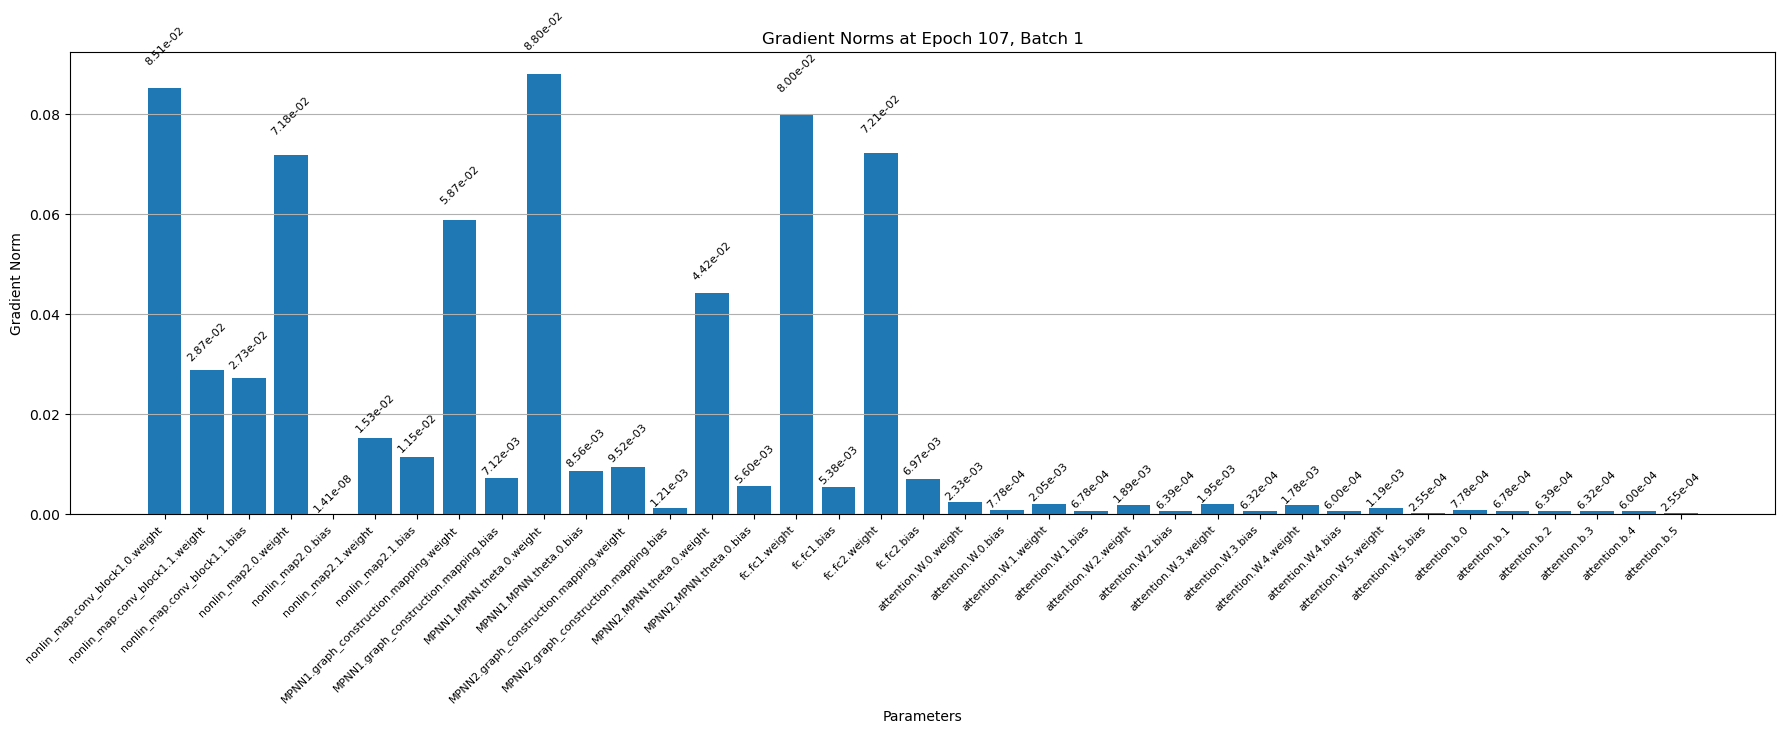 Gradient Norms at Epoch 107, Batch 1
Gradient Norm
0.08
0.06
0.04
0.02
0.00
8.51e-02
2.87e-02
2.73e-02
7.18e-02
1.41e-08
1.53e-02
1.15e-02
5.87e-02
7.12e-03
8.80e-02
8.56e-03
9.52e-03
1.21e-03
4.42e-02
5.60e-03
8.00e-02
5.38e-03
7.21e-02
6.97e-03
2.33e-03
7.78e-04
2.05e-03
6.78e-04
1.89e-03
6.39e-04
1.95e-03
6.32e-04
1.78e-03
6.00e-04
1.19e-03
2.55e-04
7.78e-04
6.78e-04
6.39e-04
6.32e-04
6.00e-04
2.55e-04
nonlin_map.conv_block1.0.weight
nonlin_map.conv_block1.1.weight
nonlin_map.conv_block1.1.bias
nonlin_map2.0.weight
nonlin_map2.0.bias
nonlin_map2.1.weight
nonlin_map2.1.bias
MPNN1.graph_construction.mapping.weight
MPNN1.graph_construction.mapping.bias
MPNN1.MPNN.theta.0.weight
MPNN1.MPNN.theta.0.bias
MPNN2.graph_construction.mapping.weight
MPNN2.graph_construction.mapping.bias
MPNN2.MPNN.theta.0.weight
MPNN2.MPNN.theta.0.bias
fc.fc1.weight
fc.fc1.bias
fc.fc2.weight
fc.fc2.bias
attention.W.0.weight
attention.W.0.bias
attention.W.1.weight
attention.W.1.bias
attention.W.2.weight
attention.W.2.bias
attention.W.3.weight
attention.W.3.bias
attention.W.4.weight
attention.W.4.bias
attention.W.5.weight
attention.W.5.bias
attention.b.0
attention.b.1
attention.b.2
attention.b.3
attention.b.4
attention.b.5
Parameters